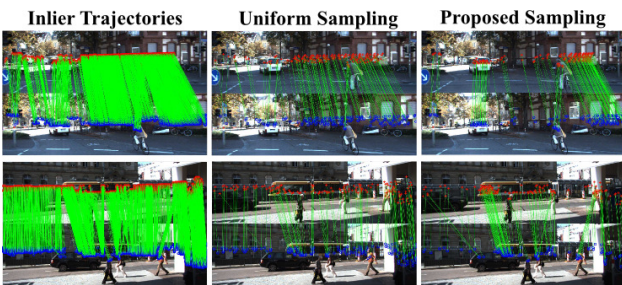 Inlier Trajectories
Uniform Sampling
Proposed Sampling